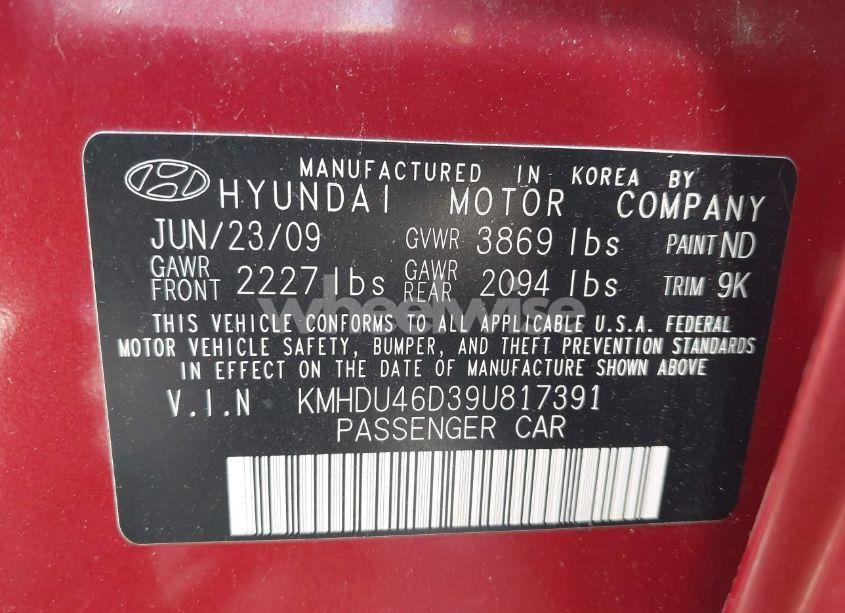 MANUFACTURED IN KOREA BY
HYUNDAI MOTOR COMPANY
JUN/23/09 GVWR 3869 lbs PAINT ND
GAWR FRONT 2227 lbs GAWR REAR 2094 lbs TRIM 9K
wheelwise
THIS VEHICLE CONFORMS TO ALL APPLICABLE U.S.A. FEDERAL
MOTOR VEHICLE SAFETY, BUMPER, AND THEFT PREVENTION STANDARDS
IN EFFECT ON THE DATE OF MANUFACTURE SHOWN ABOVE
V.I.N KMHDU46D39U817391
PASSENGER CAR